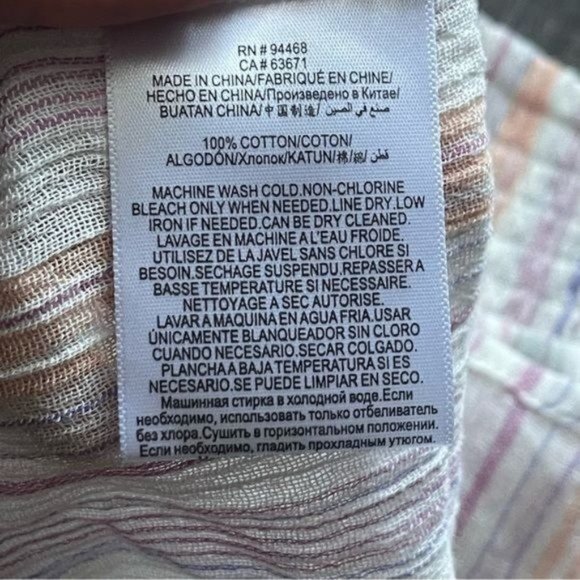 RN # 94468
CA # 63671
MADE IN CHINA/FABRIQUÉ EN CHINE/
HECHO EN CHINA/Произведено в Китае/
BUATAN CHINA/中国制造/ صنع في الصين/
100% COTTON/COTON/
ALGODÓN/Хлопок/KATUN/棉/綿/ قطن/
MACHINE WASH COLD.NON-CHLORINE
BLEACH ONLY WHEN NEEDED.LINE DRY.LOW
IRON IF NEEDED.CAN BE DRY CLEANED.
LAVAGE EN MACHINE A L'EAU FROIDE.
UTILISEZ DE LA JAVEL SANS CHLORE SI
BESOIN.SECHAGE SUSPENDU.REPASSER A
BASSE TEMPERATURE SI NECESSAIRE.
NETTOYAGE A SEC AUTORISE.
LAVAR A MAQUINA EN AGUA FRIA.USAR
ÚNICAMENTE BLANQUEADOR SIN CLORO
CUANDO NECESARIO.SECAR COLGADO.
PLANCHA A BAJA TEMPERATURA SI ES
NECESARIO.SE PUEDE LIMPIAR EN SECO.
Машинная стирка в холодной воде.Если
необходимо, использовать только отбеливатель
без хлора.Сушить в горизонтальном положении.
Если необходимо, гладить прохладным утюгом.